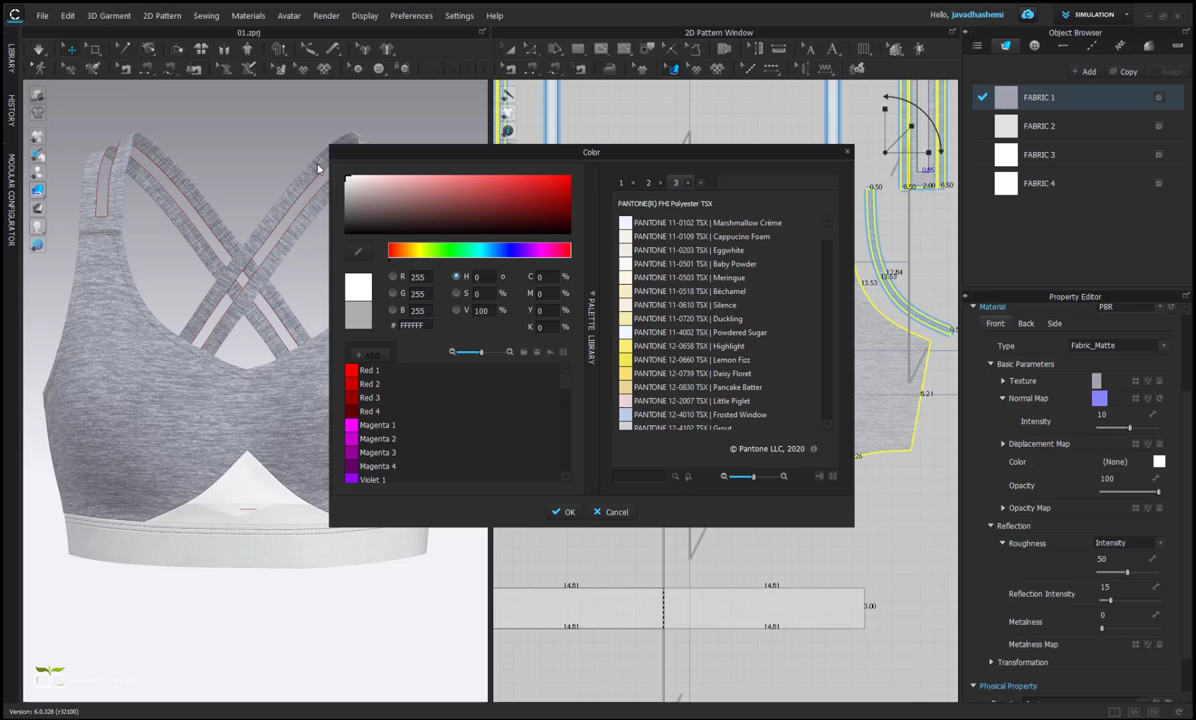 File Edit 3D Garment 2D Pattern Sewing Materials Avatar Render Display Preferences Settings Help
Hello, javadhashemi SIMULATION
01.zprj 2D Pattern Window Object Browser
LIBRARY
HISTORY
MODULAR CONFIGURATOR
Add Copy Assign
FABRIC 1
FABRIC 2
FABRIC 3
FABRIC 4
Color
1 2 3
PANTONE(R) FHI Polyester TSX
PANTONE 11-0102 TSX | Marshmallow Crème
PANTONE 11-0109 TSX | Cappucino Foam
PANTONE 11-0203 TSX | Eggwhite
PANTONE 11-0501 TSX | Baby Powder
PANTONE 11-0503 TSX | Meringue
PANTONE 11-0518 TSX | Béchamel
PANTONE 11-0610 TSX | Silence
PANTONE 11-0620 TSX | Duckling
PANTONE 11-4002 TSX | Powdered Sugar
PANTONE 12-0658 TSX | Highlight
PANTONE 12-0660 TSX | Lemon Fizz
PANTONE 12-0739 TSX | Daisy Floret
PANTONE 12-0830 TSX | Pancake Batter
PANTONE 12-2007 TSX | Little Piglet
PANTONE 12-4010 TSX | Frosted Window
PANTONE 12-4102 TSX | Grout
© Pantone LLC, 2020
PALETTE LIBRARY
R 255 H 0 o C 0 %
G 255 S 0 % M 0 %
B 255 V 100 % Y 0 %
# FFFFFF K 0 %
+ ADD
Red 1
Red 2
Red 3
Red 4
Magenta 1
Magenta 2
Magenta 3
Magenta 4
Violet 1
OK Cancel
0.50 0.50 2.00 0.50
12.84
13.53
13.53
14.81 14.81
3.00
14.81 14.81
Property Editor
Material PBR
Front Back Side
Type Fabric_Matte
Basic Parameters
Texture
Normal Map
Intensity 10
Displacement Map
Color (None)
Opacity 100
Opacity Map
Reflection
Roughness Intensity
50
Reflection Intensity 15
Metalness 0
Metalness Map
Transformation
Physical Property
Version: 6.0.328 (r32100)